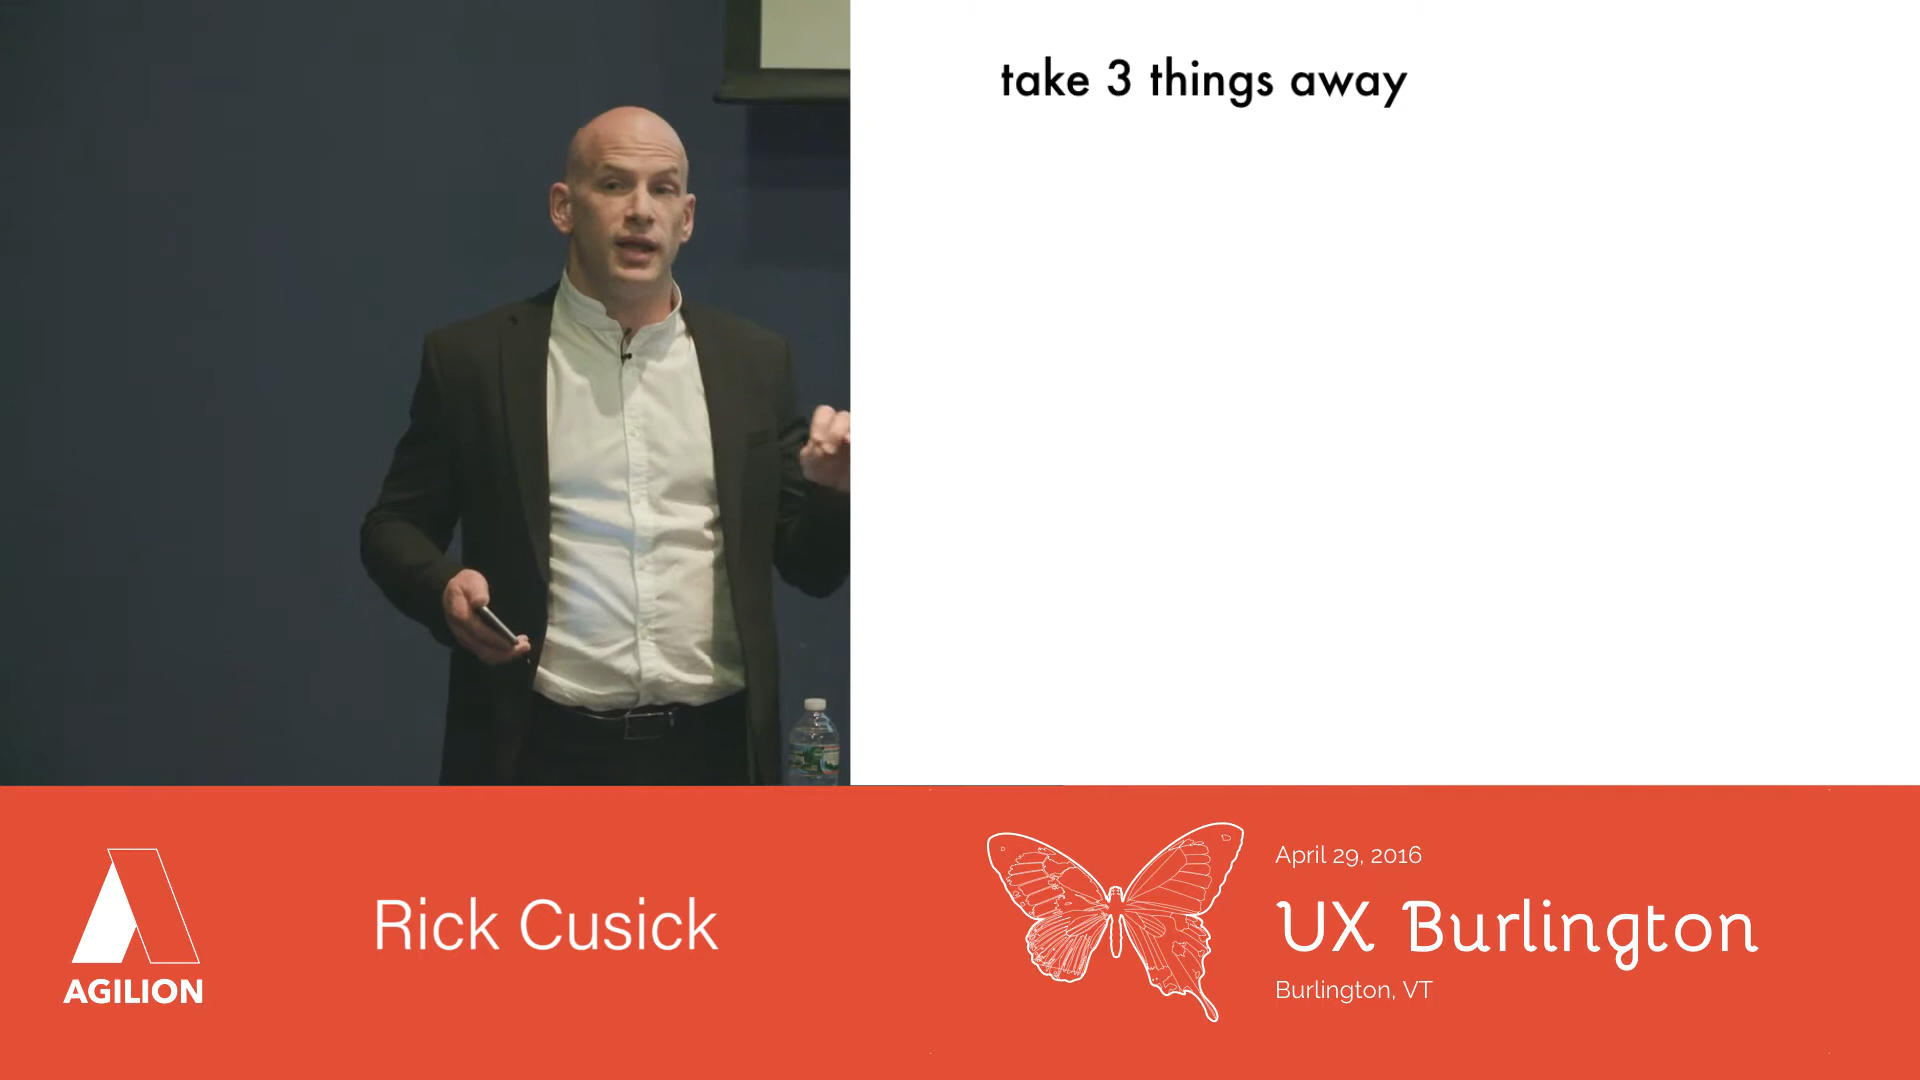 take 3 things away
AGILION
Rick Cusick
April 29, 2016
UX Burlington
Burlington, VT